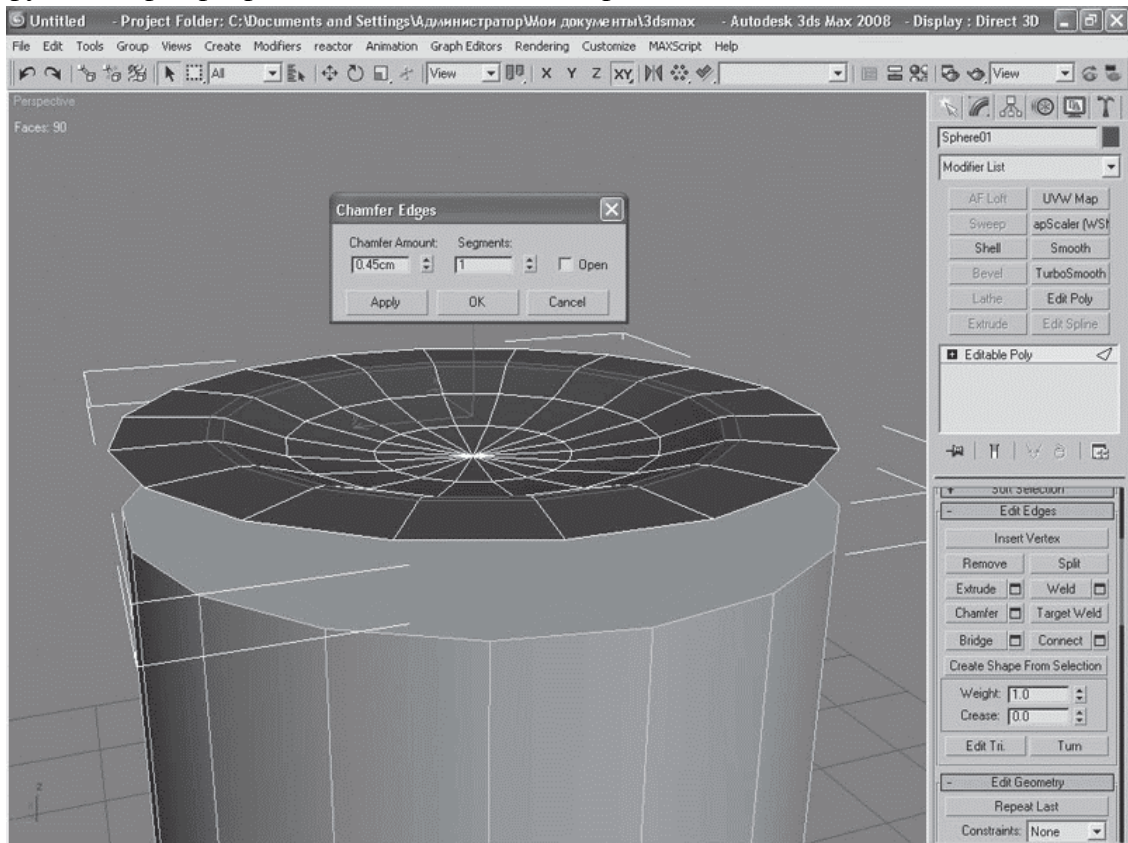 Untitled - Project Folder: C:\Documents and Settings\Администратор\Мои документы\3dsmax - Autodesk 3ds Max 2008 - Display : Direct 3D
File Edit Tools Group Views Create Modifiers reactor Animation Graph Editors Rendering Customize MAXScript Help
All View X Y Z XY View
Perspective
Faces: 90
Sphere01
Modifier List
AF Loft UVW Map
Sweep apScaler (WSM
Shell Smooth
Bevel TurboSmooth
Lathe Edit Poly
Extrude Edit Spline
Editable Poly
Chamfer Edges
Chamfer Amount: Segments:
0.45cm 1 Open
Apply OK Cancel
Soft Selection
Edit Edges
Insert Vertex
Remove Split
Extrude Weld
Chamfer Target Weld
Bridge Connect
Create Shape From Selection
Weight: 1.0
Crease: 0.0
Edit Tri. Turn
Edit Geometry
Repeat Last
Constraints: None
z